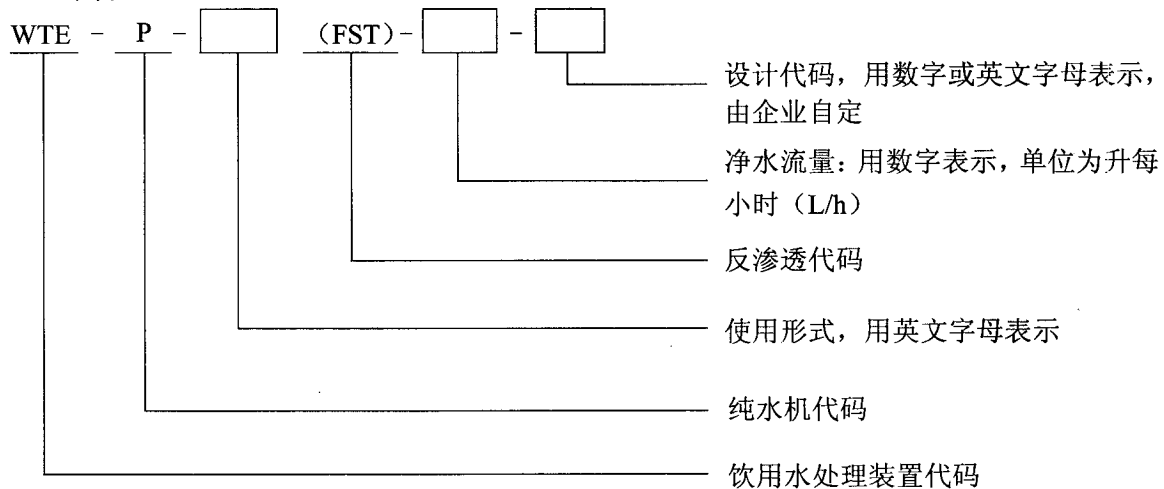 WTE - P - (FST)- -
设计代码，用数字或英文字母表示，
由企业自定
净水流量：用数字表示，单位为升每
小时（L/h）
反渗透代码
使用形式，用英文字母表示
纯水机代码
饮用水处理装置代码